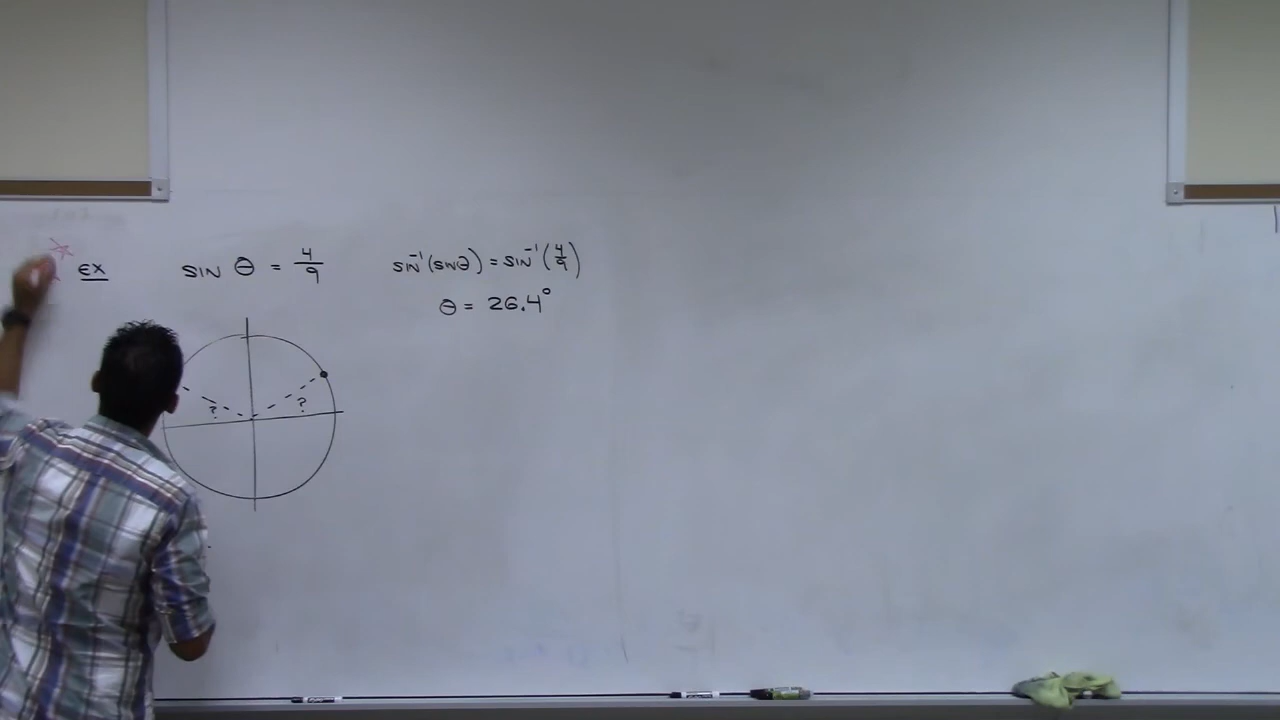 ex
sin θ = 4/9
sin⁻¹(sinθ) = sin⁻¹(4/9)
θ = 26.4°
? ?